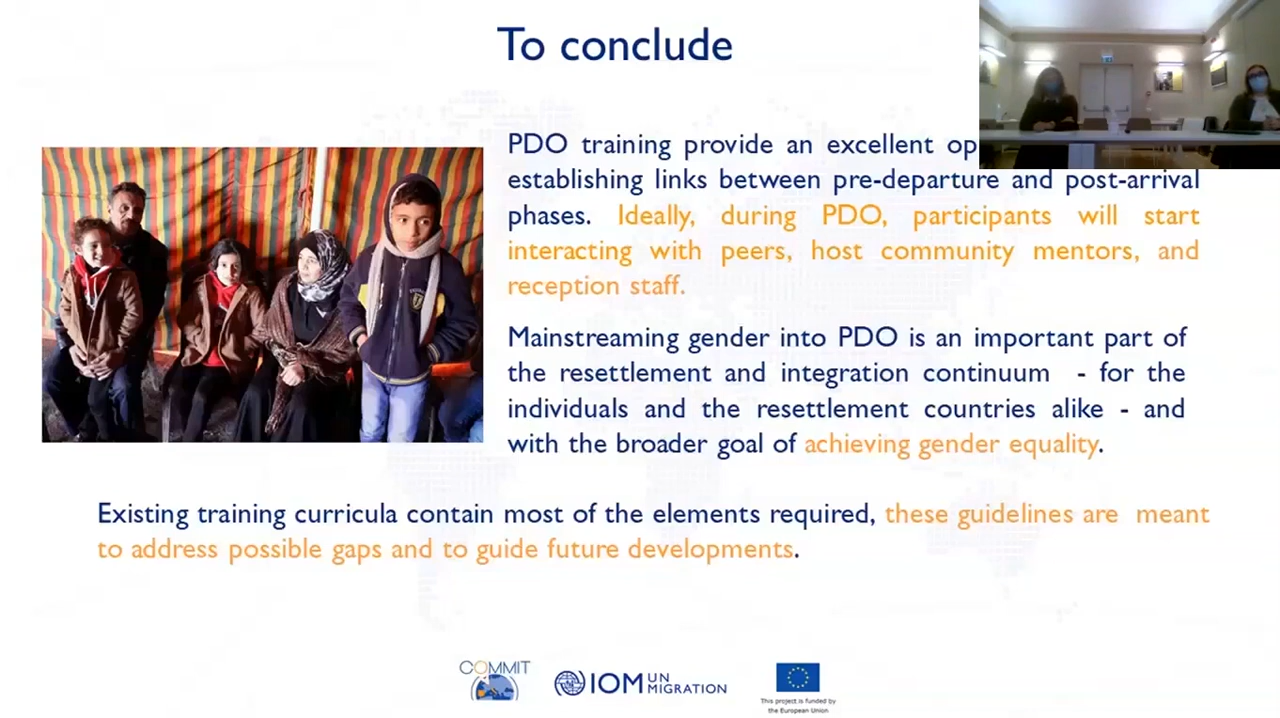 To conclude
PDO training provide an excellent op
establishing links between pre-departure and post-arrival
phases. Ideally, during PDO, participants will start
interacting with peers, host community mentors, and
reception staff.
Mainstreaming gender into PDO is an important part of
the resettlement and integration continuum - for the
individuals and the resettlement countries alike - and
with the broader goal of achieving gender equality.
Existing training curricula contain most of the elements required, these guidelines are meant
to address possible gaps and to guide future developments.
COMMIT
IOM UN
MIGRATION
This project is funded by
the European Union